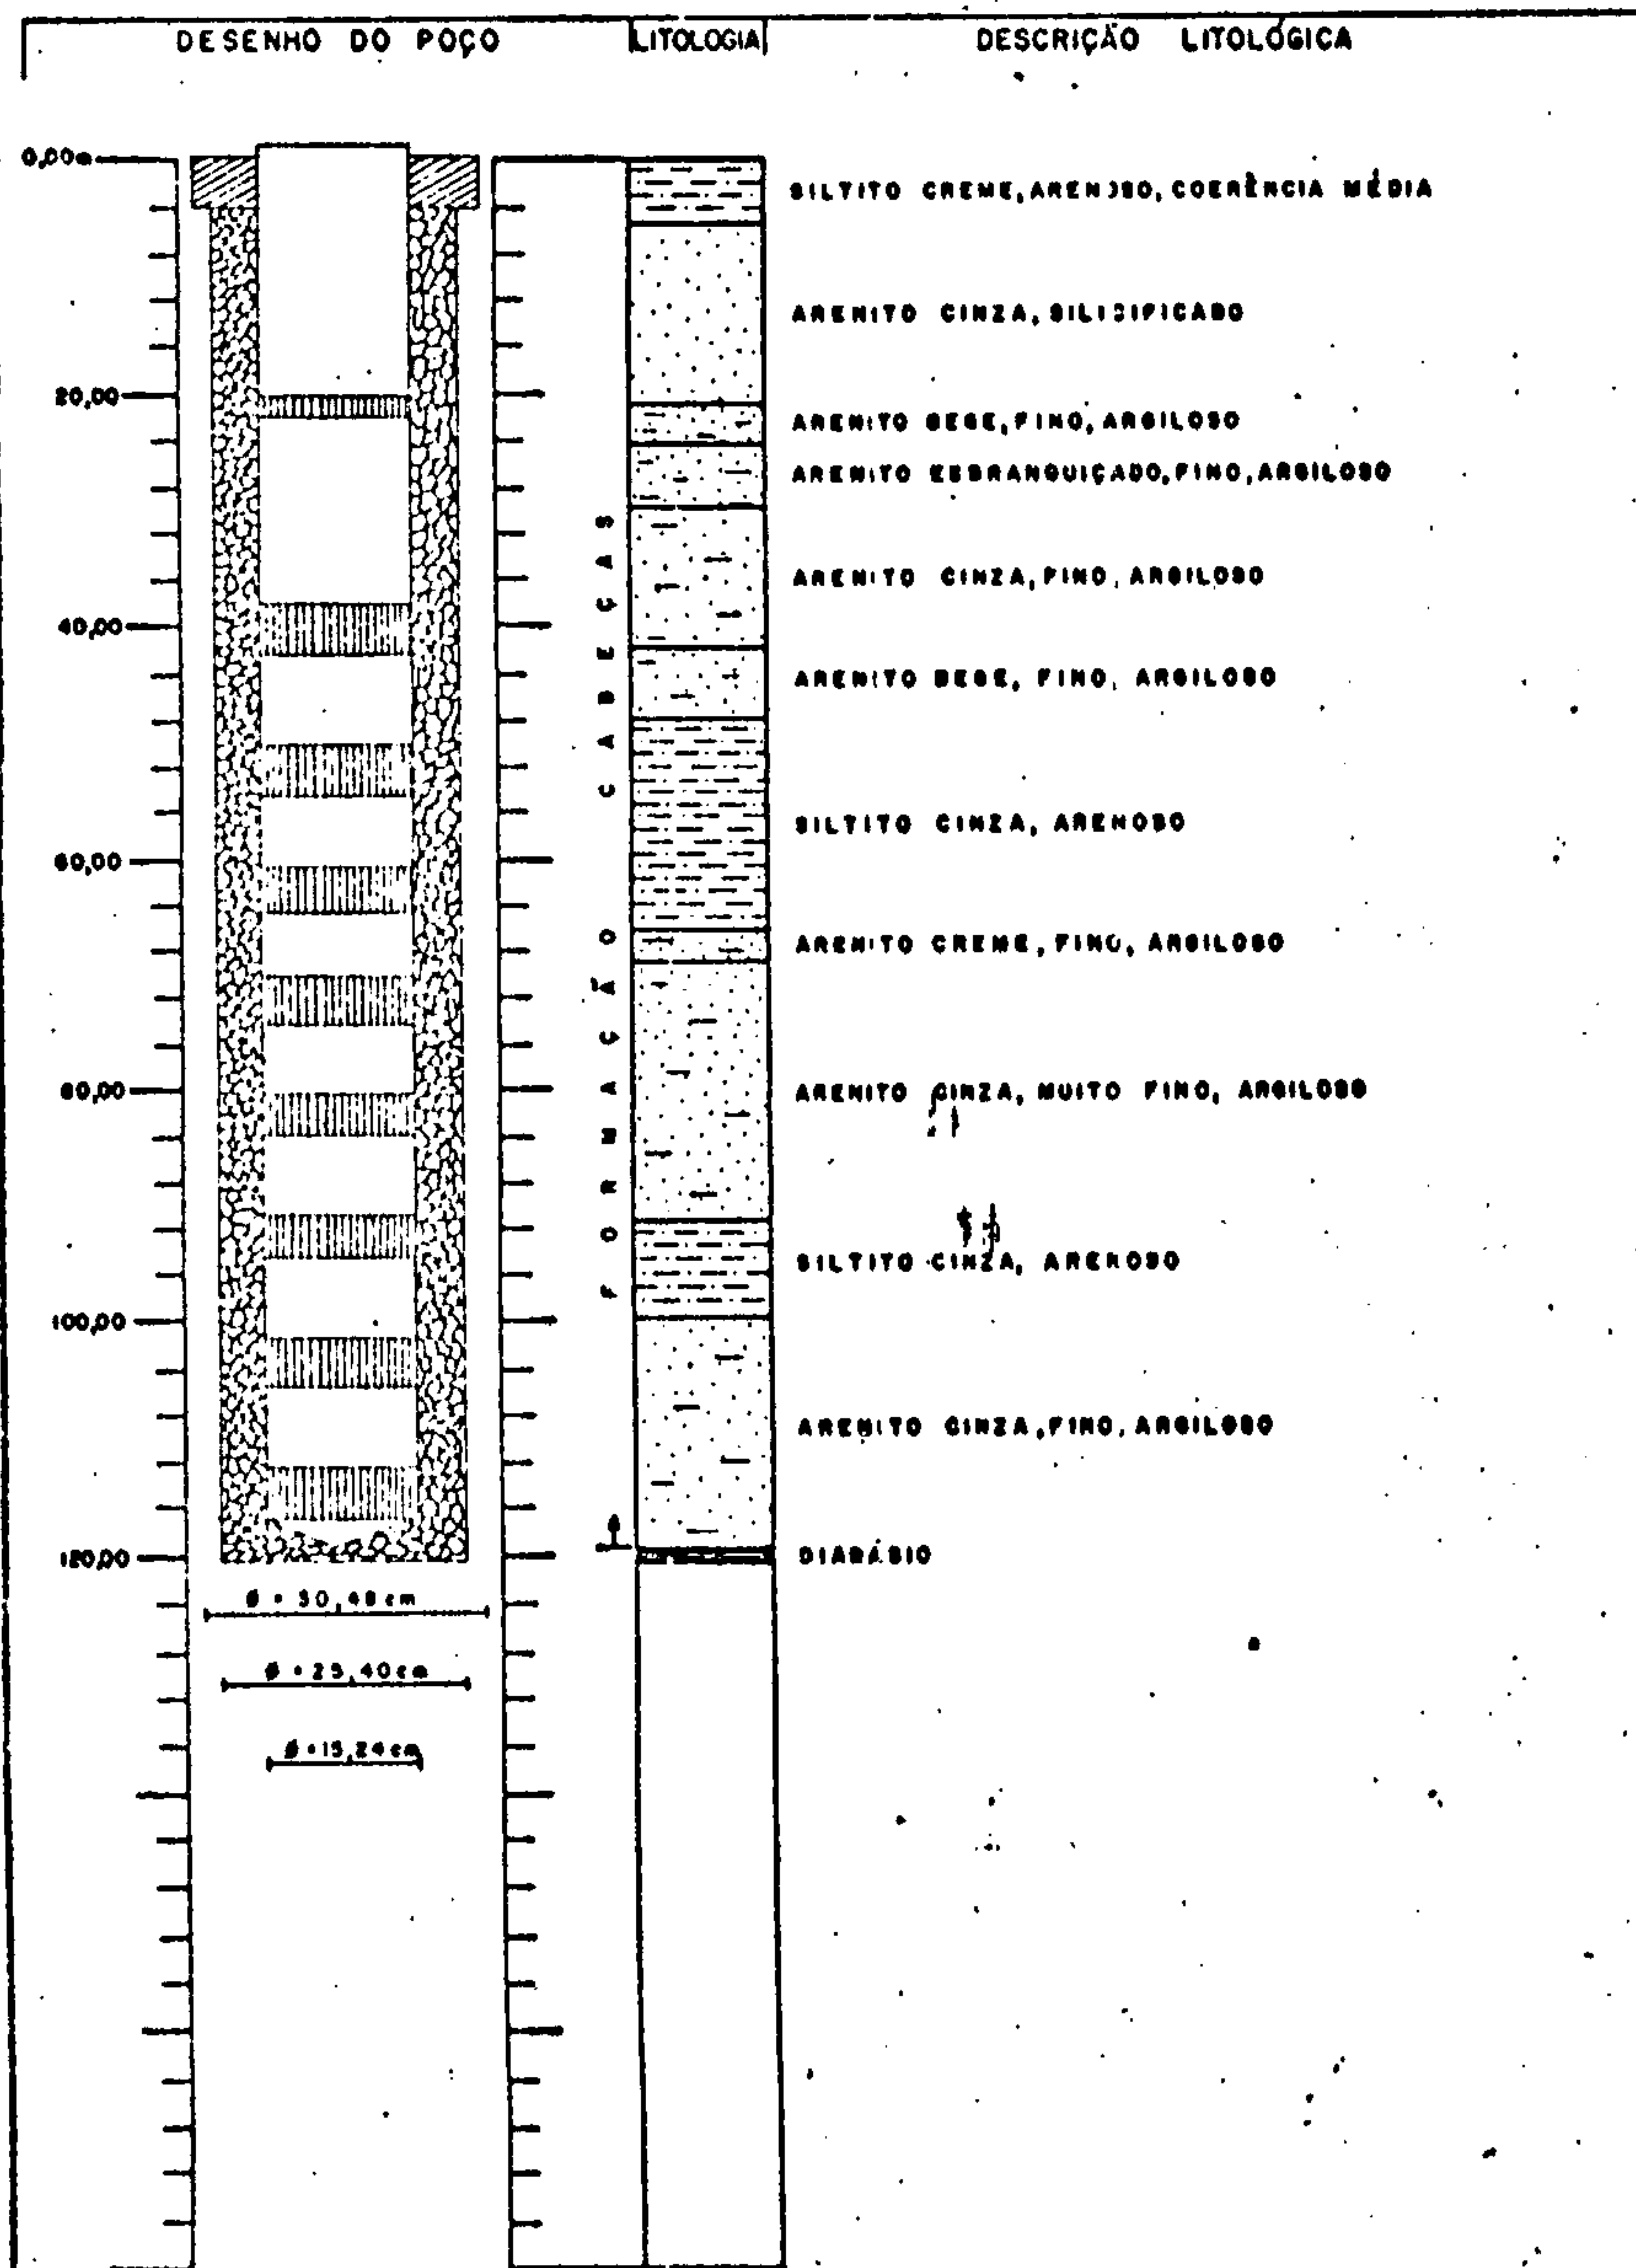 DESENHO DO POÇO
LITOLOGIA
DESCRIÇÃO LITOLÓGICA
0,00m
SILTITO CREME, ARENOSO, COERÊNCIA MÉDIA
ARENITO CINZA, SILICIFICADO
20,00
ARENITO BEGE, FINO, ARGILOSO
ARENITO ESBRANQUIÇADO, FINO, ARGILOSO
ARENITO CINZA, FINO, ARGILOSO
40,00
ARENITO BEGE, FINO, ARGILOSO
SILTITO CINZA, ARENOSO
60,00
ARENITO CREME, FINO, ARGILOSO
FORMAÇÃO CABEÇAS
80,00
ARENITO CINZA, MUITO FINO, ARGILOSO
SILTITO CINZA, ARENOSO
100,00
ARENITO CINZA, FINO, ARGILOSO
120,00
DIABÁSIO
Ø = 30,48 cm
Ø = 25,40 cm
Ø = 15,24 cm